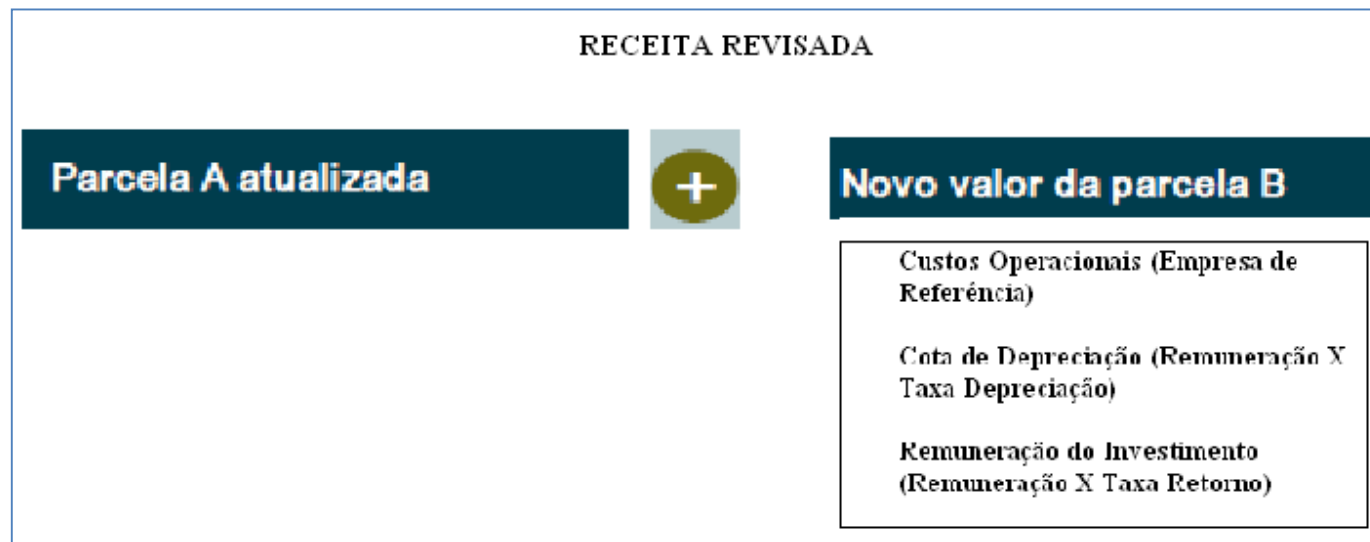 RECEITA REVISADA
Parcela A atualizada
+
Novo valor da parcela B
Custos Operacionais (Empresa de
Referência)
Cota de Depreciação (Remuneração X
Taxa Depreciação)
Remuneração do Investimento
(Remuneração X Taxa Retorno)